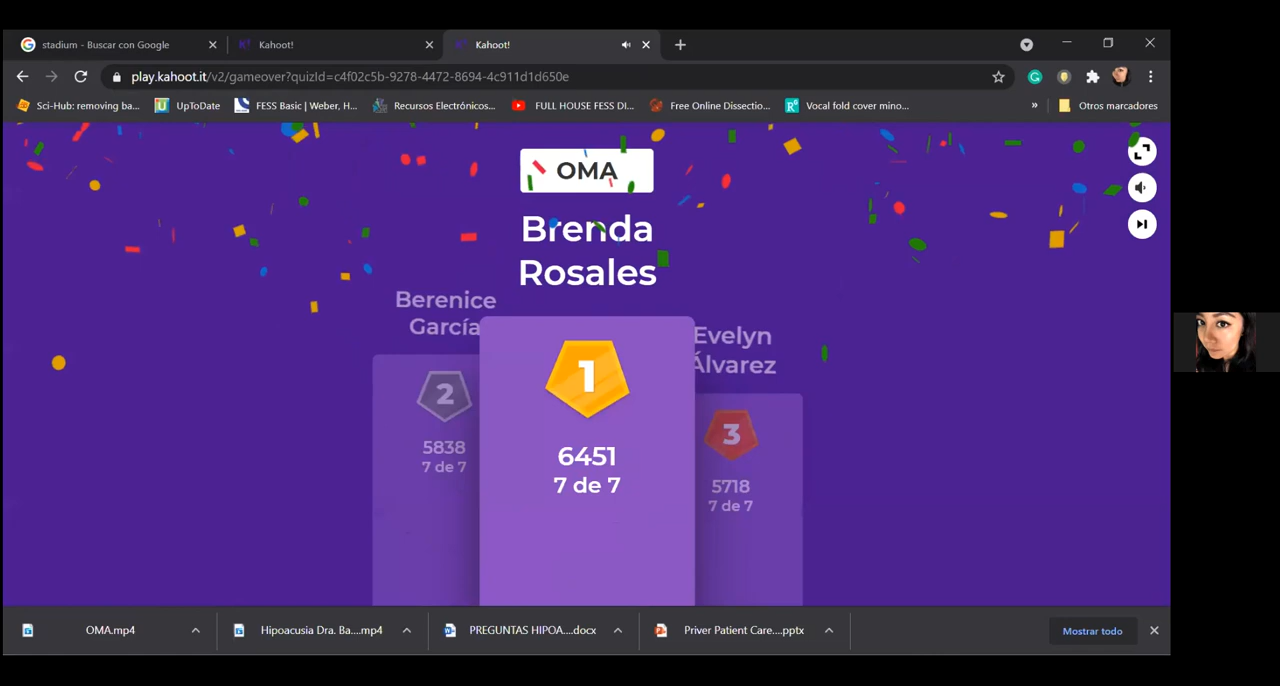 stadium - Buscar con Google
Kahoot!
Kahoot!
play.kahoot.it/v2/gameover?quizId=c4f02c5b-9278-4472-8694-4c911d1d650e
Sci-Hub: removing ba...
UpToDate
FESS Basic | Weber, H...
Recursos Electrónicos...
FULL HOUSE FESS DI...
Free Online Dissectio...
Vocal fold cover mino...
»
Otros marcadores
OMA
Brenda
Rosales
Berenice
García
Evelyn
Álvarez
1
6451
7 de 7
2
5838
7 de 7
3
5718
7 de 7
OMA.mp4
Hipoacusia Dra. Ba....mp4
PREGUNTAS HIPOA....docx
Priver Patient Care....pptx
Mostrar todo